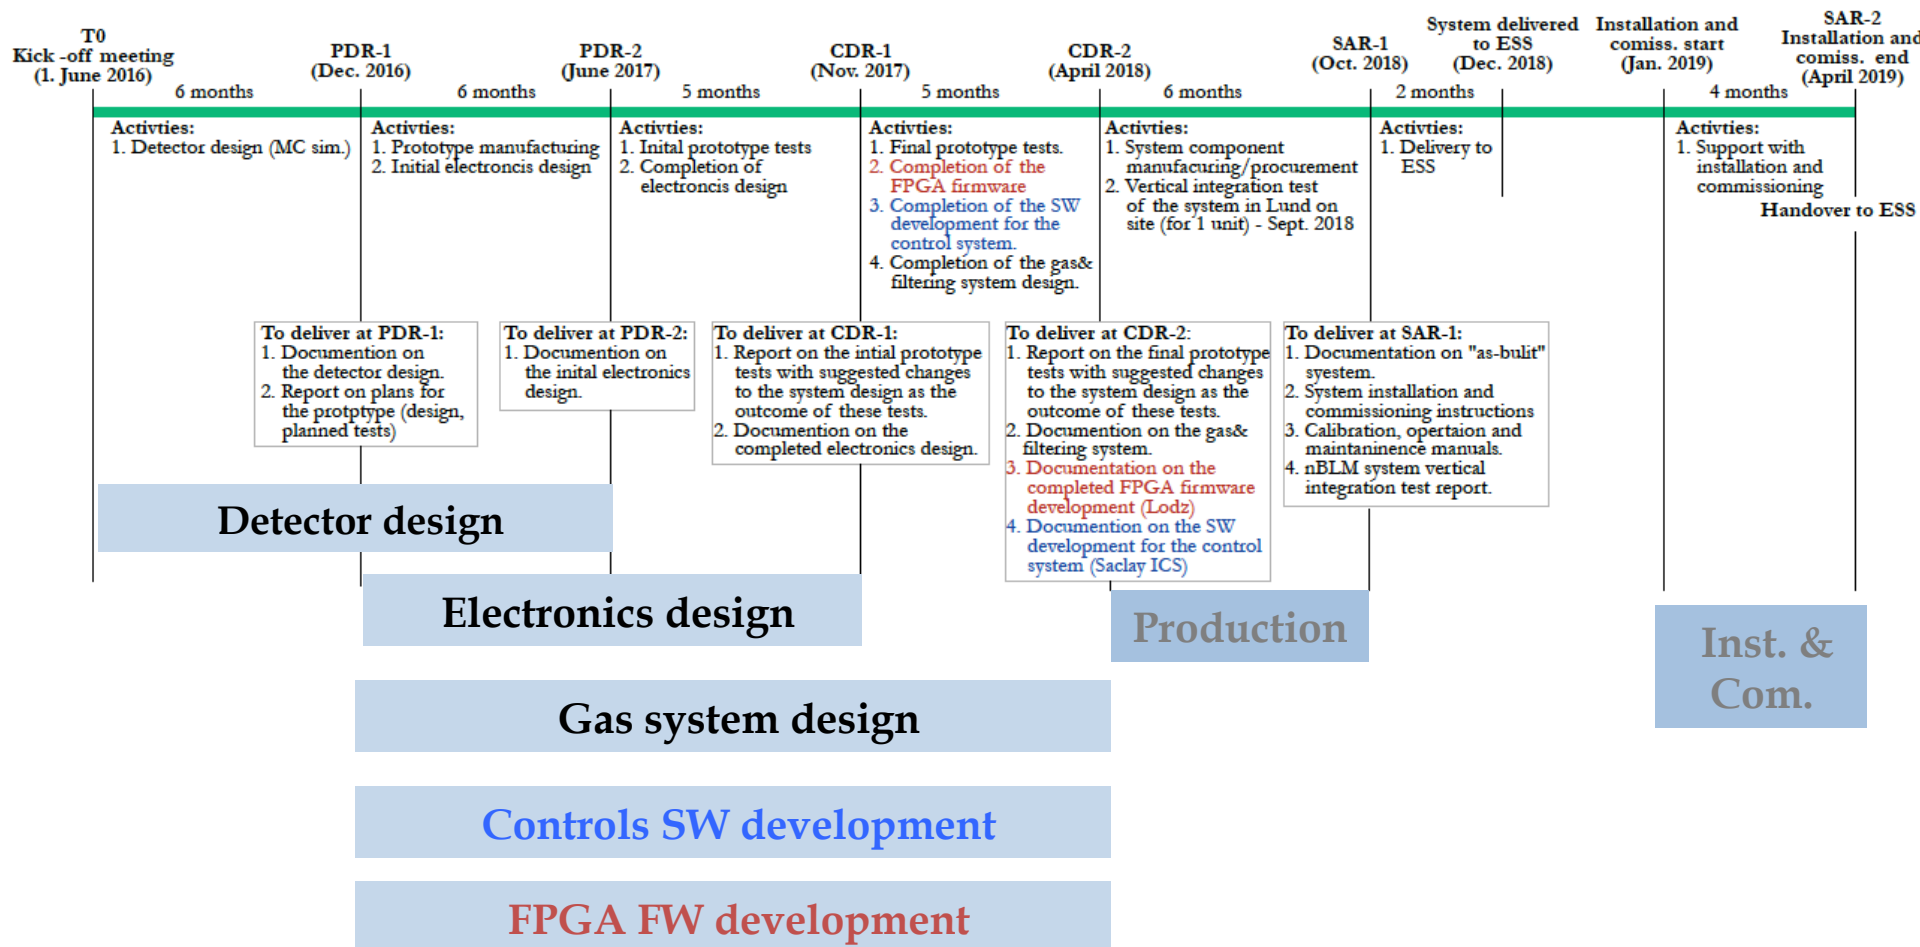 T0
Kick -off meeting
(1. June 2016)
PDR-1
(Dec. 2016)
PDR-2
(June 2017)
CDR-1
(Nov. 2017)
CDR-2
(April 2018)
SAR-1
(Oct. 2018)
System delivered
to ESS
(Dec. 2018)
Installation and
comiss. start
(Jan. 2019)
SAR-2
Installation and
comiss. end
(April 2019)
6 months
6 months
5 months
5 months
6 months
2 months
4 months
Activties:
1. Detector design (MC sim.)
Activties:
1. Prototype manufacturing
2. Initial electroncis design
Activties:
1. Inital prototype tests
2. Completion of
electroncis design
Activties:
1. Final prototype tests.
2. Completion of the
FPGA firmware
3. Completion of the SW
development for the
control system.
4. Completion of the gas&
filtering system design.
Activties:
1. System component
manufacuring/procurement
2. Vertical integration test
of the system in Lund on
site (for 1 unit) - Sept. 2018
Activties:
1. Delivery to
ESS
Activties:
1. Support with
installation and
commissioning
Handover to ESS
To deliver at PDR-1:
1. Documention on
the detector design.
2. Report on plans for
the protptype (design,
planned tests)
To deliver at PDR-2:
1. Documention on
the inital electronics
design.
To deliver at CDR-1:
1. Report on the intial prototype
tests with suggested changes
to the system design as the
outcome of these tests.
2. Documention on the
completed electronics design.
To deliver at CDR-2:
1. Report on the final prototype
tests with suggested changes
to the system design as the
outcome of these tests.
2. Documention on the gas&
filtering system.
3. Documentation on the
completed FPGA firmware
development (Lodz)
4. Documention on the SW
development for the control
system (Saclay ICS)
To deliver at SAR-1:
1. Documentation on "as-bulit"
syestem.
2. System installation and
commissioning instructions
3. Calibration, opertaion and
maintaninence manuals.
4. nBLM system vertical
integration test report.
Detector design
Electronics design
Production
Inst. &
Com.
Gas system design
Controls SW development
FPGA FW development